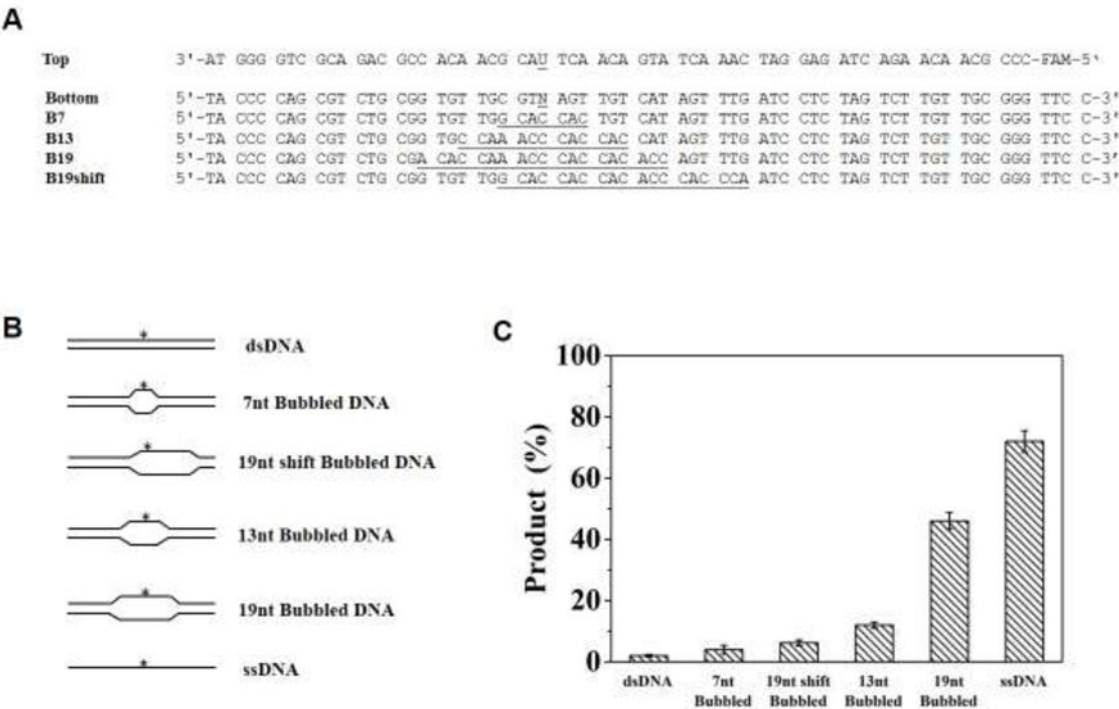 A
Top 3'-AT GGG GTC GCA GAC GCC ACA ACG CAU TCA ACA GTA TCA AAC TAG GAG ATC AGA ACA ACG CCC-FAM-5'
Bottom 5'-TA CCC CAG CGT CTG CGG TGT TGC GTN AGT TGT CAT AGT TTG ATC CTC TAG TCT TGT TGC GGG TTC C-3'
B7 5'-TA CCC CAG CGT CTG CGG TGT TGG CAC CAC TGT CAT AGT TTG ATC CTC TAG TCT TGT TGC GGG TTC C-3'
B13 5'-TA CCC CAG CGT CTG CGG TGC CAA ACC CAC CAC CAT AGT TTG ATC CTC TAG TCT TGT TGC GGG TTC C-3'
B19 5'-TA CCC CAG CGT CTG CGA CAC CAA ACC CAC CAC ACC AGT TTG ATC CTC TAG TCT TGT TGC GGG TTC C-3'
B19shift 5'-TA CCC CAG CGT CTG CGG TGT TGG CAC CAC CAC ACC CAC CCA ATC CTC TAG TCT TGT TGC GGG TTC C-3'
B
* dsDNA
* 7nt Bubbled DNA
* 19nt shift Bubbled DNA
* 13nt Bubbled DNA
* 19nt Bubbled DNA
* ssDNA
C
Product (%)
100
80
60
40
20
0
dsDNA 7nt 19nt shift 13nt 19nt ssDNA
Bubbled Bubbled Bubbled Bubbled